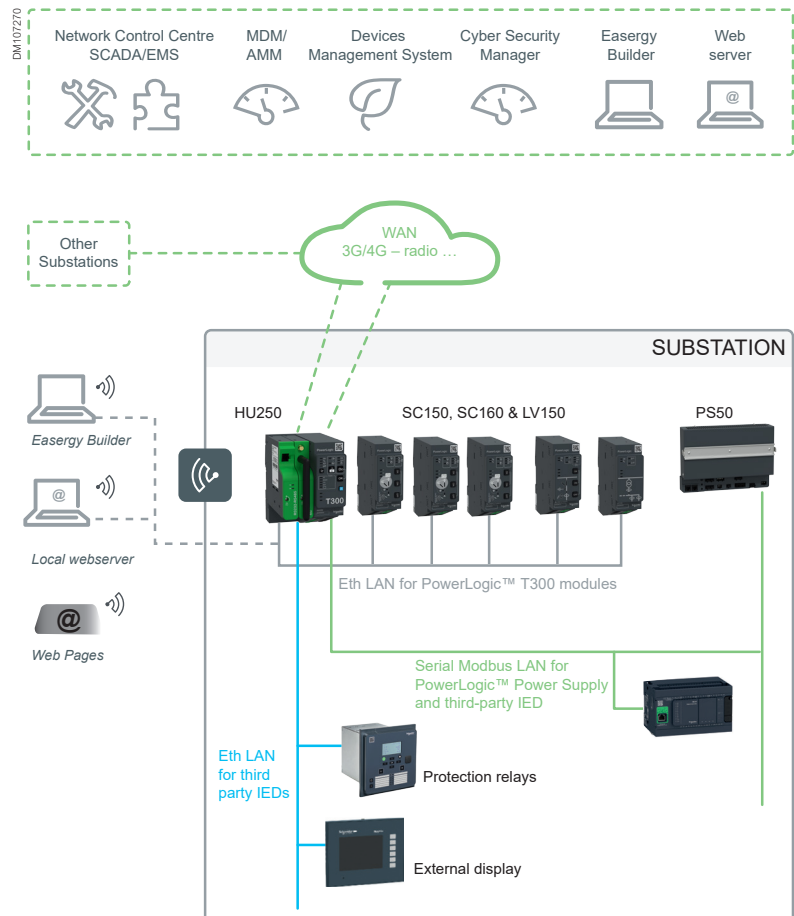 DM107270
Network Control Centre
SCADA/EMS
MDM/
AMM
Devices
Management System
Cyber Security
Manager
Easergy
Builder
Web
server
@
Other
Substations
WAN
3G/4G – radio ...
SUBSTATION
HU250
SC150, SC160 & LV150
PS50
Easergy Builder
T300
@
Local webserver
Eth LAN for PowerLogic™ T300 modules
@
Web Pages
Serial Modbus LAN for
PowerLogic™ Power Supply
and third-party IED
Eth LAN
for third
party IEDs
Protection relays
External display